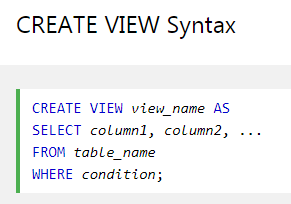 CREATE VIEW Syntax
CREATE VIEW view_name AS
SELECT column1, column2, ...
FROM table_name
WHERE condition;